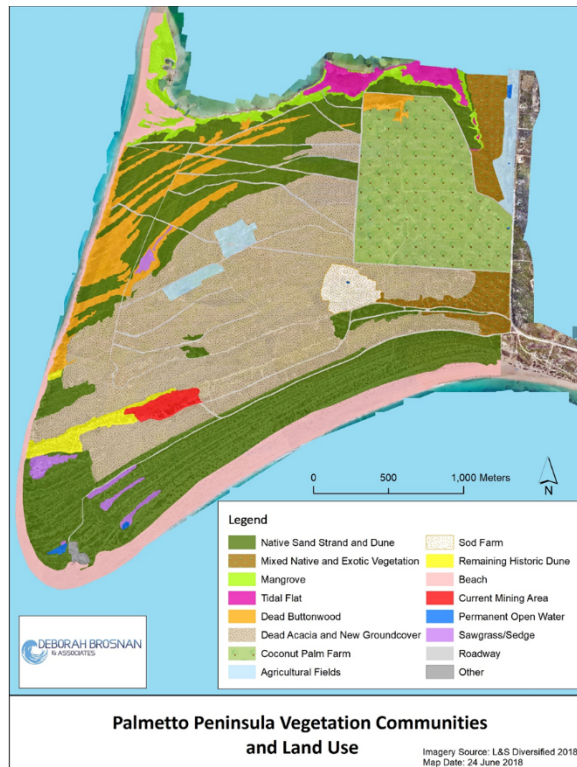 0 500 1,000 Meters
N
Legend
Native Sand Strand and Dune
Mixed Native and Exotic Vegetation
Mangrove
Tidal Flat
Dead Buttonwood
Dead Acacia and New Groundcover
Coconut Palm Farm
Agricultural Fields
Sod Farm
Remaining Historic Dune
Beach
Current Mining Area
Permanent Open Water
Sawgrass/Sedge
Roadway
Other
DEBORAH BROSNAN
& ASSOCIATES
Palmetto Peninsula Vegetation Communities
and Land Use
Imagery Source: L&S Diversified 2018
Map Date: 24 June 2018